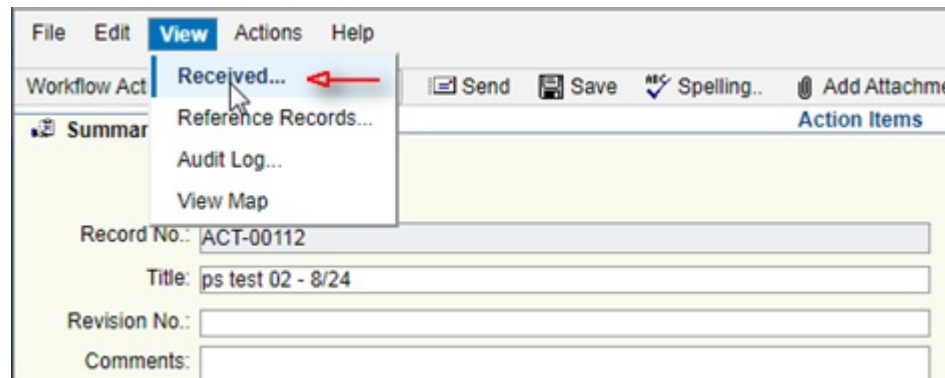 File Edit View Actions Help
Workflow Act Send Save ABC Spelling.. Add Attachme
Received...
Reference Records...
Audit Log...
View Map
Summar Action Items
Record No.: ACT-00112
Title: ps test 02 - 8/24
Revision No.:
Comments: